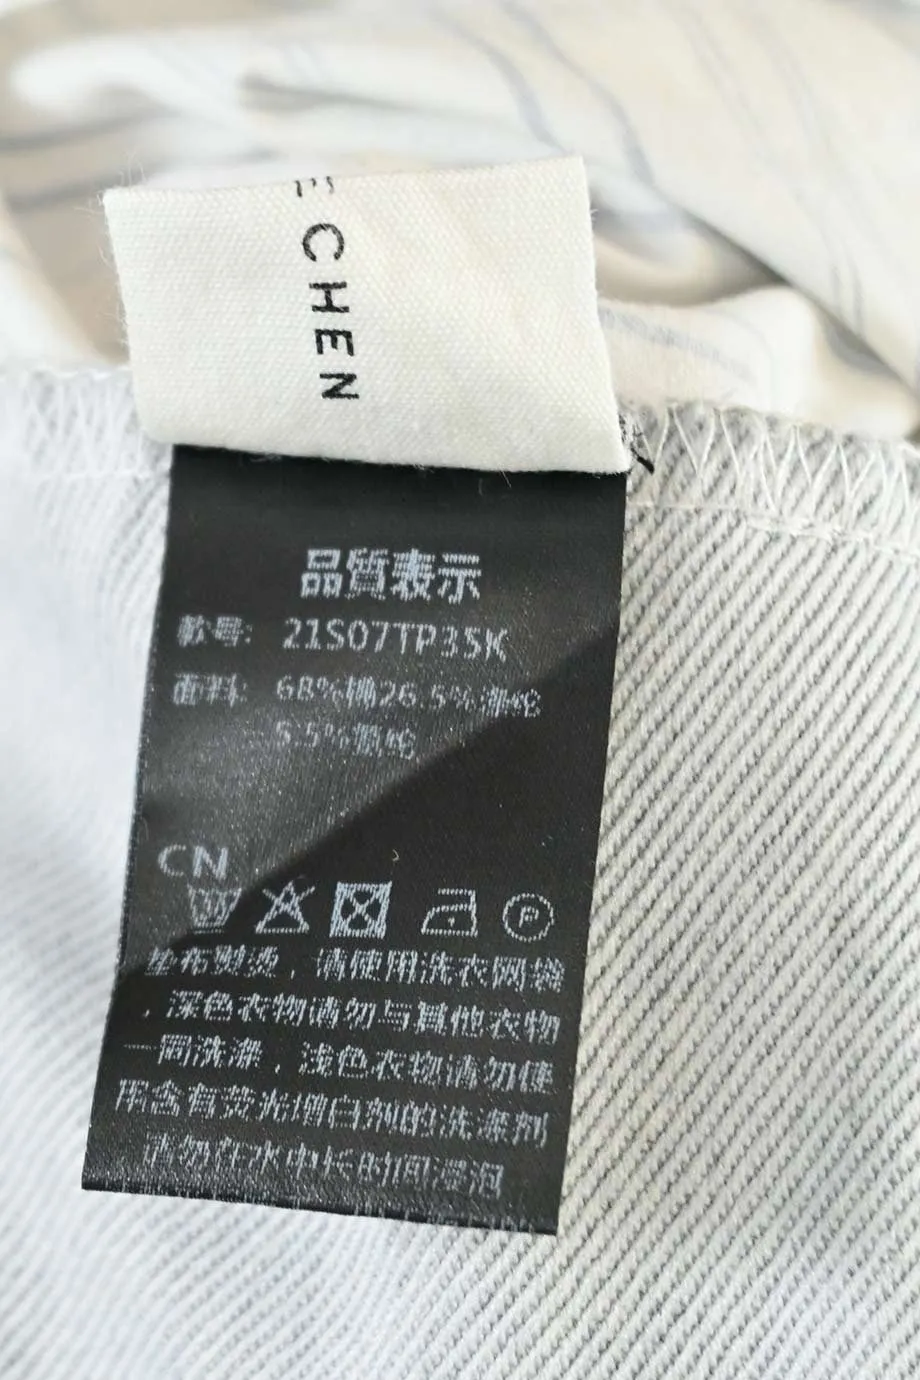 E CHEN
品質表示
款号: 21S07TP35K
面料: 68%棉26.5%涤纶
5.5%氨纶
CN
P
垫布熨烫，请使用洗衣网袋
，深色衣物请勿与其他衣物
一同洗涤，浅色衣物请勿使
用含有荧光增白剂的洗涤剂
请勿在水中长时间浸泡